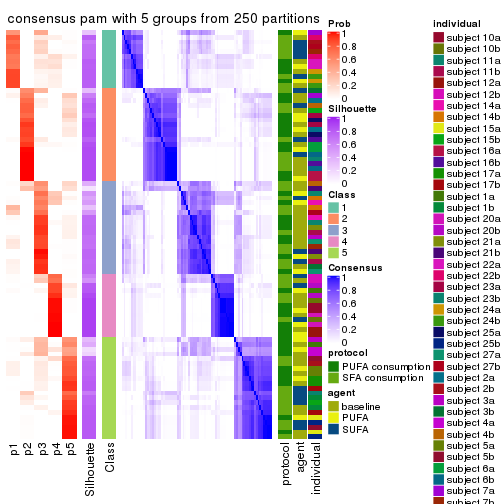 consensus pam with 5 groups from 250 partitions
p1
p2
p3
p4
p5
Silhouette
Class
protocol
agent
individual
Prob
1
0.8
0.6
0.4
0.2
0
Silhouette
1
0.8
0.6
0.4
0.2
0
Class
1
2
3
4
5
Consensus
1
0.8
0.6
0.4
0.2
0
protocol
PUFA consumption
SFA consumption
agent
baseline
PUFA
SUFA
individual
subject 10a
subject 10b
subject 11a
subject 11b
subject 12a
subject 12b
subject 14a
subject 14b
subject 15a
subject 15b
subject 16a
subject 16b
subject 17a
subject 17b
subject 1a
subject 1b
subject 20a
subject 20b
subject 21a
subject 21b
subject 22a
subject 22b
subject 23a
subject 23b
subject 24a
subject 24b
subject 25a
subject 25b
subject 27a
subject 27b
subject 2a
subject 2b
subject 3a
subject 3b
subject 4a
subject 4b
subject 5a
subject 5b
subject 6a
subject 6b
subject 7a
subject 7b